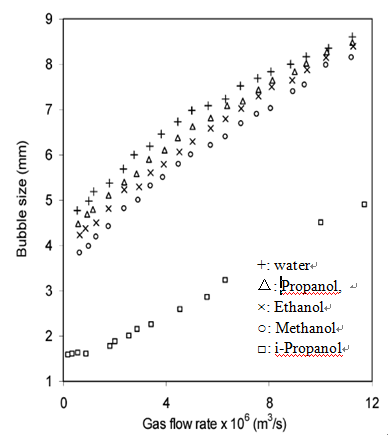 9
8
7
6
5
4
3
2
1
Bubble size (mm)
+: water
△: Propanol
×: Ethanol
○: Methanol
□: i-Propanol
0 4 8 12
Gas flow rate × 10⁶ (m³/s)